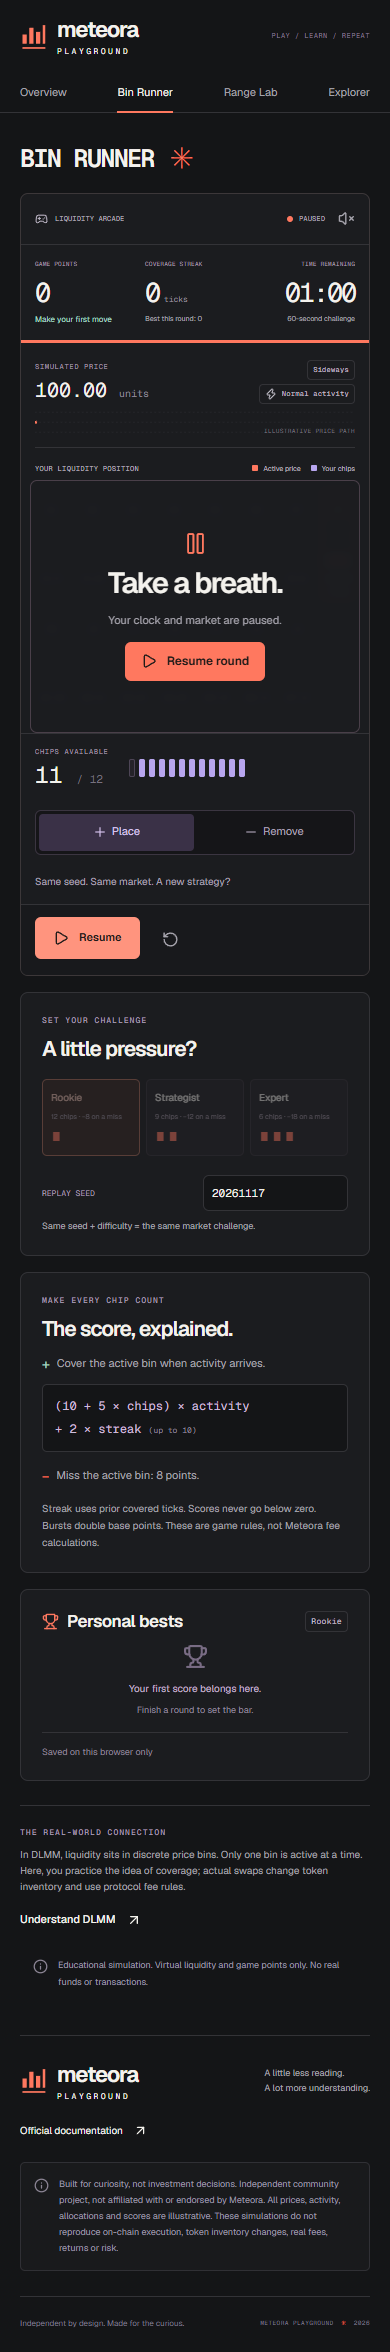 meteora
PLAYGROUND
PLAY / LEARN / REPEAT
Overview
Bin Runner
Range Lab
Explorer
BIN RUNNER
LIQUIDITY ARCADE
PAUSED
GAME POINTS
COVERAGE STREAK
TIME REMAINING
0
0 ticks
01:00
Make your first move
Best this round: 0
60-second challenge
SIMULATED PRICE
Sideways
100.00 units
Normal activity
ILLUSTRATIVE PRICE PATH
YOUR LIQUIDITY POSITION
Active price
Your chips
Take a breath.
Your clock and market are paused.
Resume round
CHIPS AVAILABLE
11 / 12
+ Place
— Remove
Same seed. Same market. A new strategy?
Resume
SET YOUR CHALLENGE
A little pressure?
Rookie
12 chips · -8 on a miss
Strategist
9 chips · -12 on a miss
Expert
6 chips · -18 on a miss
REPLAY SEED
20261117
Same seed + difficulty = the same market challenge.
MAKE EVERY CHIP COUNT
The score, explained.
+ Cover the active bin when activity arrives.
(10 + 5 × chips) × activity
+ 2 × streak (up to 10)
— Miss the active bin: 8 points.
Streak uses prior covered ticks. Scores never go below zero.
Bursts double base points. These are game rules, not Meteora fee
calculations.
Personal bests
Rookie
Your first score belongs here.
Finish a round to set the bar.
Saved on this browser only
THE REAL-WORLD CONNECTION
In DLMM, liquidity sits in discrete price bins. Only one bin is active at a time.
Here, you practice the idea of coverage; actual swaps change token
inventory and use protocol fee rules.
Understand DLMM
Educational simulation. Virtual liquidity and game points only. No real
funds or transactions.
meteora
PLAYGROUND
A little less reading.
A lot more understanding.
Official documentation
Built for curiosity, not investment decisions. Independent community
project, not affiliated with or endorsed by Meteora. All prices, activity,
allocations and scores are illustrative. These simulations do not
reproduce on-chain execution, token inventory changes, real fees,
returns or risk.
Independent by design. Made for the curious.
METEORA PLAYGROUND ✳ 2026